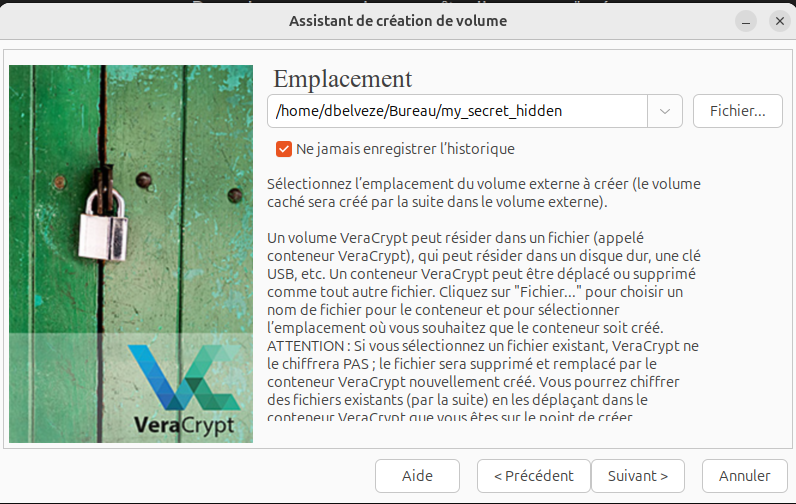 Assistant de création de volume
Emplacement
/home/dbelveze/Bureau/my_secret_hidden
Fichier...
Ne jamais enregistrer l'historique
Sélectionnez l'emplacement du volume externe à créer (le volume
caché sera créé par la suite dans le volume externe).
Un volume VeraCrypt peut résider dans un fichier (appelé
conteneur VeraCrypt), qui peut résider dans un disque dur, une clé
USB, etc. Un conteneur VeraCrypt peut être déplacé ou supprimé
comme tout autre fichier. Cliquez sur "Fichier..." pour choisir un
nom de fichier pour le conteneur et pour sélectionner
l'emplacement où vous souhaitez que le conteneur soit créé.
ATTENTION : Si vous sélectionnez un fichier existant, VeraCrypt ne
le chiffrera PAS ; le fichier sera supprimé et remplacé par le
conteneur VeraCrypt nouvellement créé. Vous pourrez chiffrer
des fichiers existants (par la suite) en les déplaçant dans le
conteneur VeraCrypt que vous êtes sur le point de créer.
VeraCrypt
Aide
< Précédent
Suivant >
Annuler